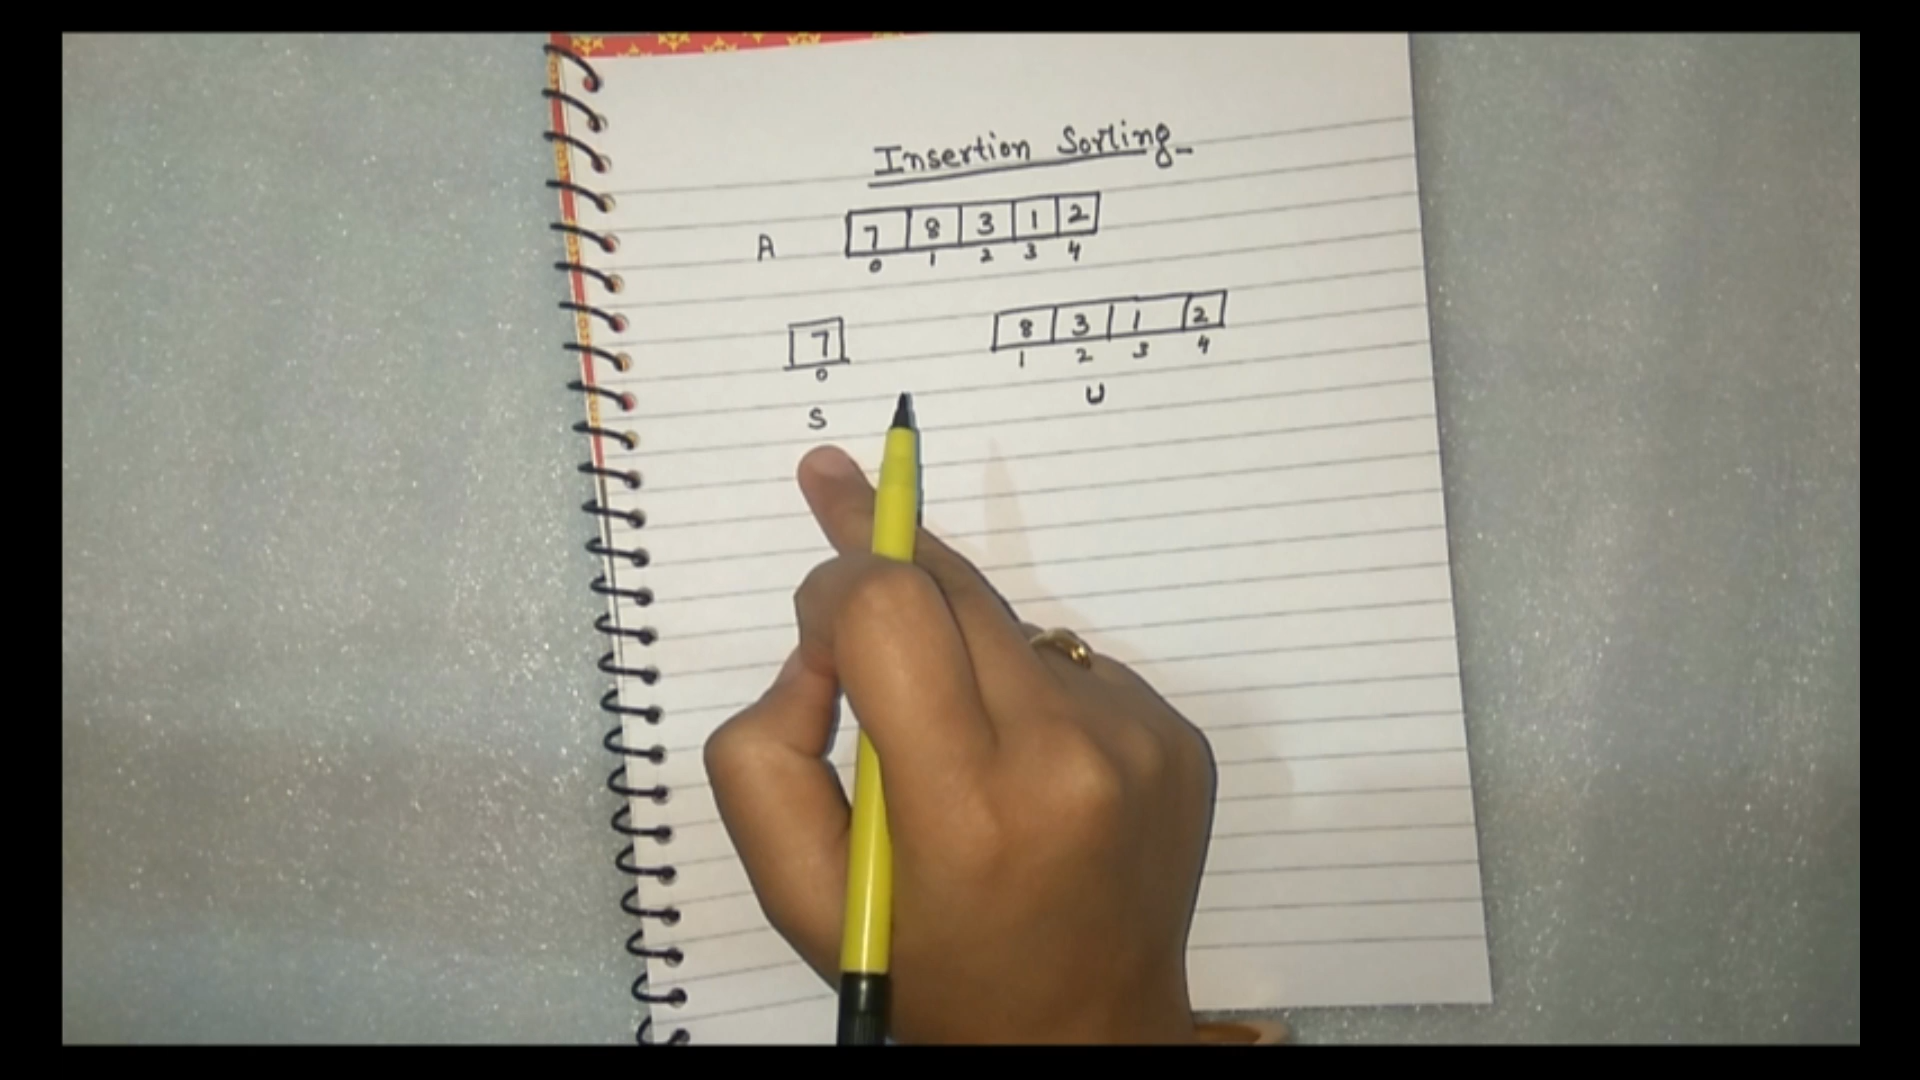 Insertion Sorting
A 7 8 3 1 2
0 1 2 3 4
7 8 3 1 2
0 1 2 3 4
S U